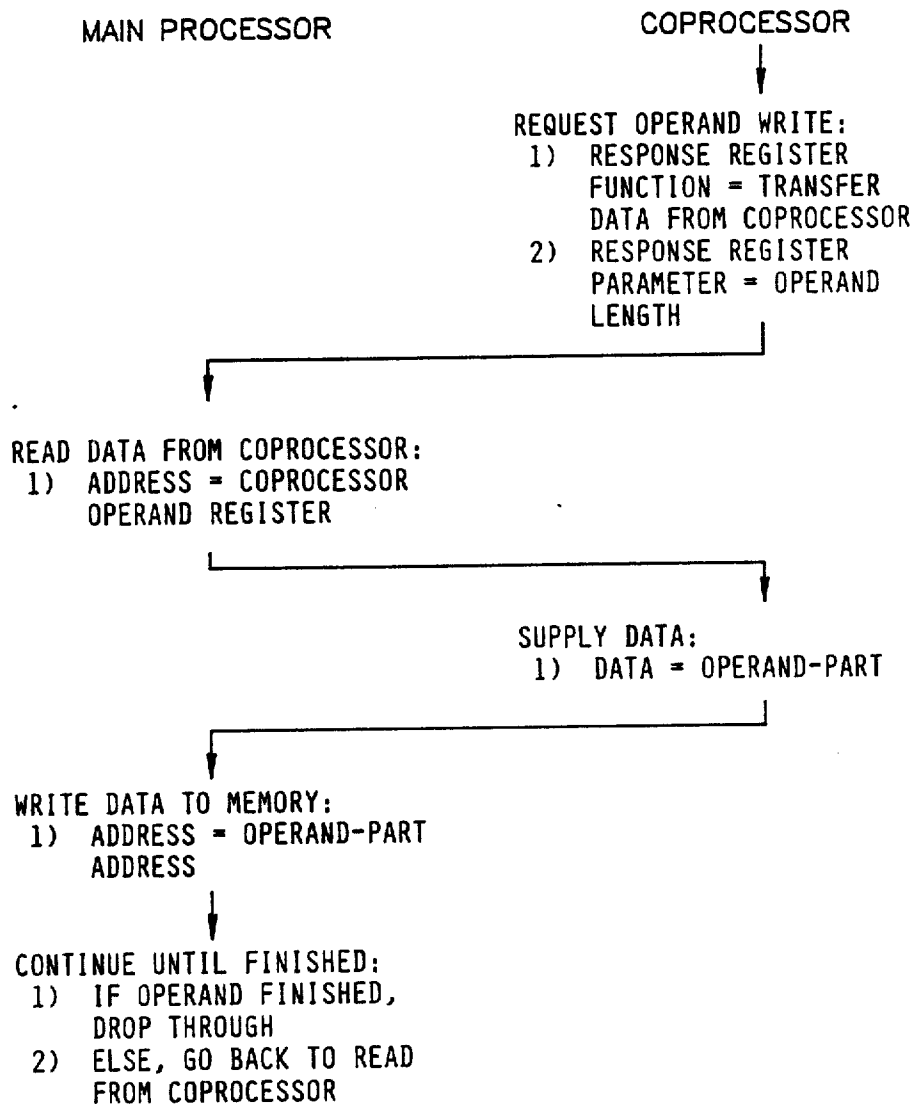 MAIN PROCESSOR
COPROCESSOR
REQUEST OPERAND WRITE:
1) RESPONSE REGISTER
FUNCTION = TRANSFER
DATA FROM COPROCESSOR
2) RESPONSE REGISTER
PARAMETER = OPERAND
LENGTH
READ DATA FROM COPROCESSOR:
1) ADDRESS = COPROCESSOR
OPERAND REGISTER
SUPPLY DATA:
1) DATA = OPERAND-PART
WRITE DATA TO MEMORY:
1) ADDRESS = OPERAND-PART
ADDRESS
CONTINUE UNTIL FINISHED:
1) IF OPERAND FINISHED,
DROP THROUGH
2) ELSE, GO BACK TO READ
FROM COPROCESSOR